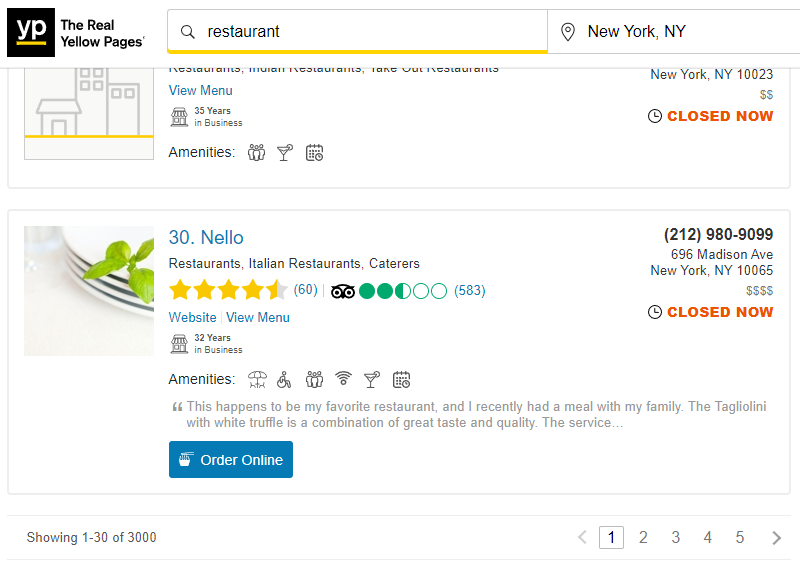 yp The Real Yellow Pages
restaurant
New York, NY
Restaurants, Indian Restaurants, Take Out Restaurants
New York, NY 10023
View Menu
$$
35 Years
in Business
CLOSED NOW
Amenities:
30. Nello
(212) 980-9099
Restaurants, Italian Restaurants, Caterers
696 Madison Ave
New York, NY 10065
(60) (583)
$$$$
Website View Menu
CLOSED NOW
32 Years
in Business
Amenities:
“ This happens to be my favorite restaurant, and I recently had a meal with my family. The Tagliolini
with white truffle is a combination of great taste and quality. The service...
Order Online
Showing 1-30 of 3000
< 1 2 3 4 5 >